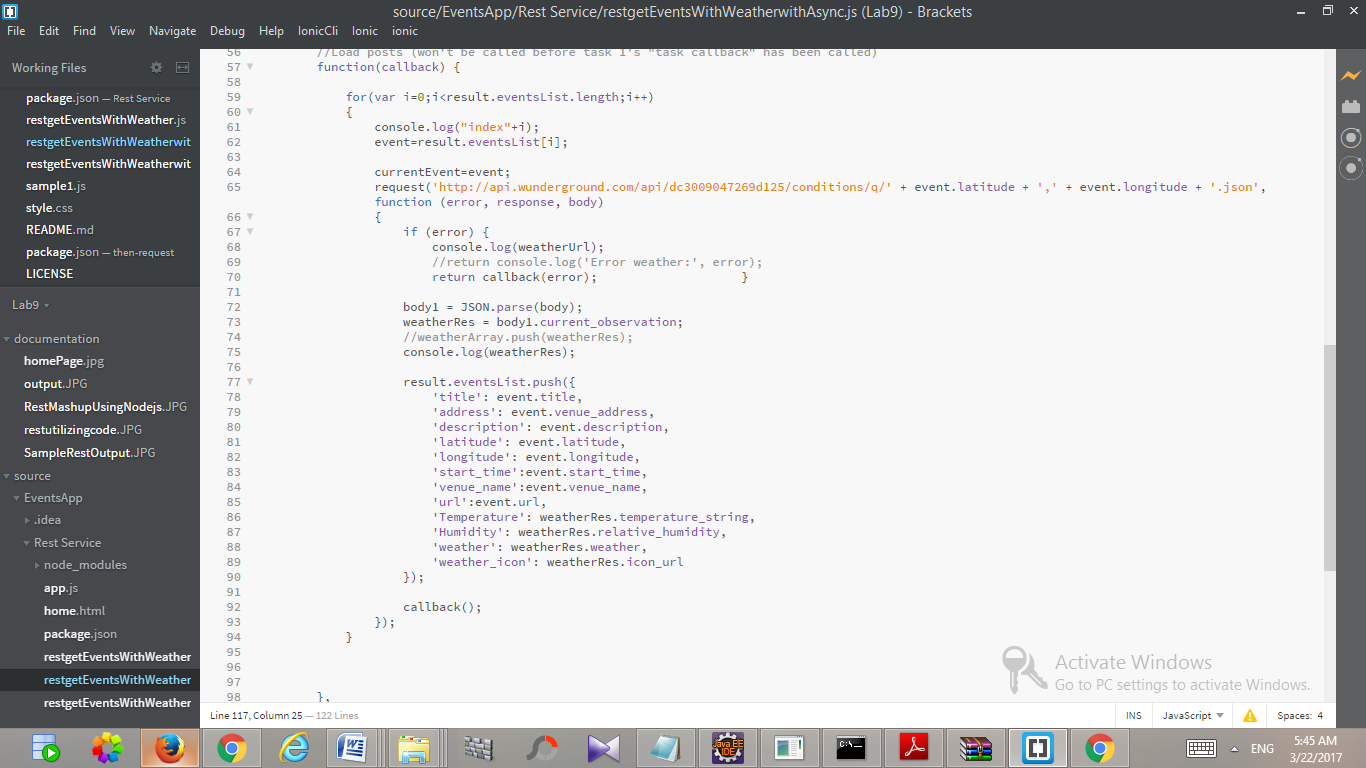 source/EventsApp/Rest Service/restgetEventsWithWeatherwithAsync.js (Lab9) - Brackets
File Edit Find View Navigate Debug Help IonicCli Ionic ionic
Working Files
package.json — Rest Service
restgetEventsWithWeather.js
restgetEventsWithWeatherwit
restgetEventsWithWeatherwit
sample1.js
style.css
README.md
package.json — then-request
LICENSE
Lab9
documentation
homePage.jpg
output.JPG
RestMashupUsingNodejs.JPG
restutilizingcode.JPG
SampleRestOutput.JPG
source
EventsApp
.idea
Rest Service
node_modules
app.js
home.html
package.json
restgetEventsWithWeather
restgetEventsWithWeather
restgetEventsWithWeather
56 //Load posts (won't be called before task 1's "task callback" has been called)
57 function(callback) {
58
59 for(var i=0;i<result.eventsList.length;i++)
60 {
61 console.log("index"+i);
62 event=result.eventsList[i];
63
64 currentEvent=event;
65 request('http://api.wunderground.com/api/dc3009047269d125/conditions/q/' + event.latitude + ',' + event.longitude + '.json',
function (error, response, body)
66 {
67 if (error) {
68 console.log(weatherUrl);
69 //return console.log('Error weather:', error);
70 return callback(error); }
71
72 body1 = JSON.parse(body);
73 weatherRes = body1.current_observation;
74 //weatherArray.push(weatherRes);
75 console.log(weatherRes);
76
77 result.eventsList.push({
78 'title': event.title,
79 'address': event.venue_address,
80 'description': event.description,
81 'latitude': event.latitude,
82 'longitude': event.longitude,
83 'start_time':event.start_time,
84 'venue_name':event.venue_name,
85 'url':event.url,
86 'Temperature': weatherRes.temperature_string,
87 'Humidity': weatherRes.relative_humidity,
88 'weather': weatherRes.weather,
89 'weather_icon': weatherRes.icon_url
90 });
91
92 callback();
93 });
94 }
95
96
97
98 },
Activate Windows
Go to PC settings to activate Windows.
Line 117, Column 25 — 122 Lines
INS JavaScript Spaces: 4
Java EE
IDE
ENG
5:45 AM
3/22/2017